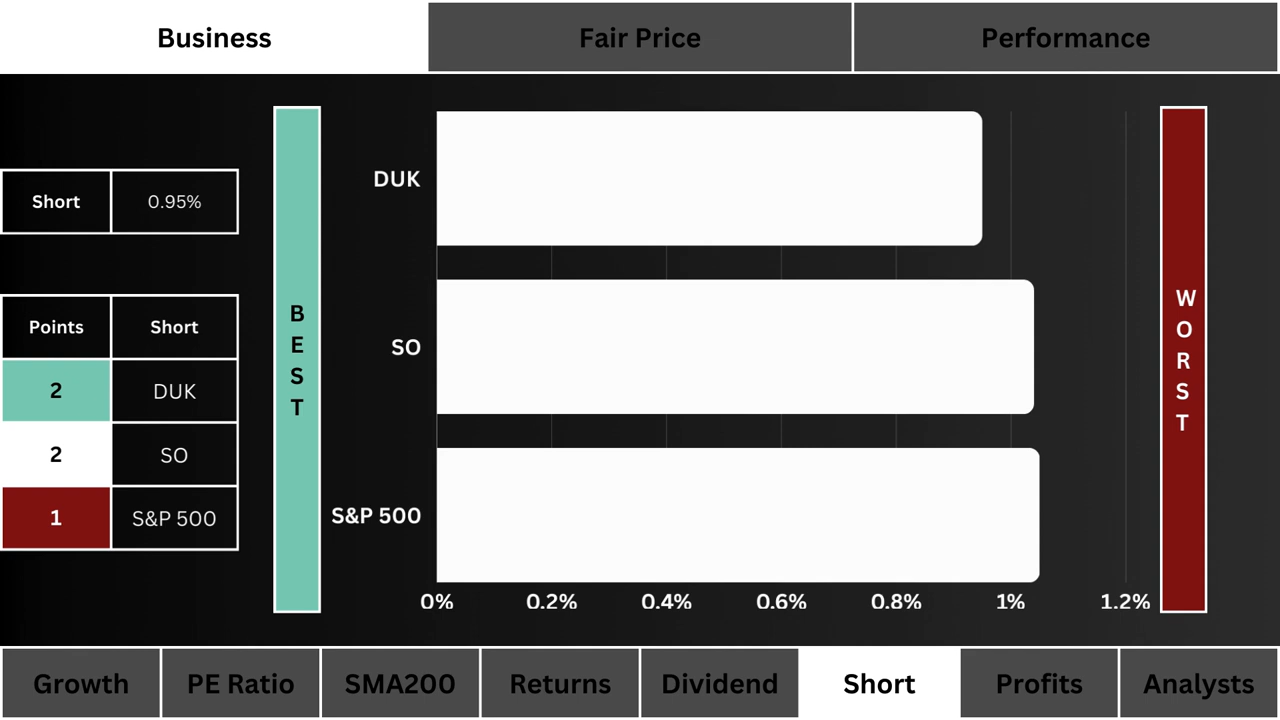 Business
Fair Price
Performance
Short 0.95%
Points Short
2 DUK
2 SO
1 S&P 500
B
E
S
T
DUK
SO
S&P 500
0% 0.2% 0.4% 0.6% 0.8% 1% 1.2%
W
O
R
S
T
Growth
PE Ratio
SMA200
Returns
Dividend
Short
Profits
Analysts